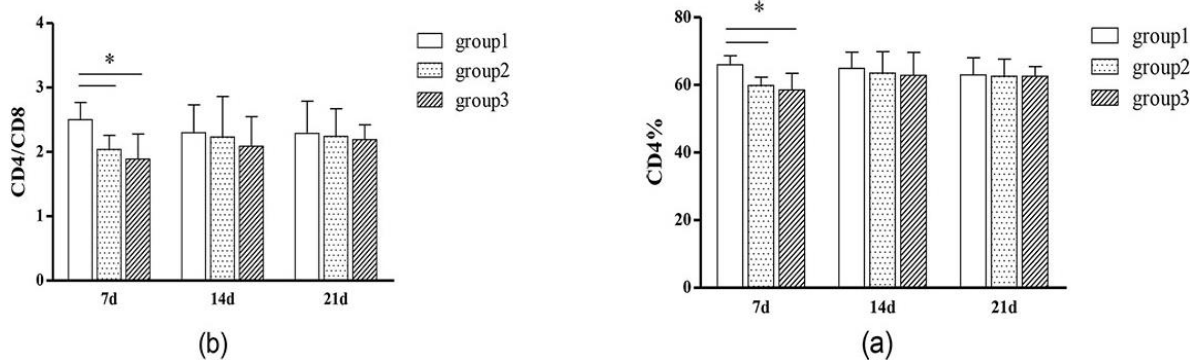 4
3
2
1
0
CD4/CD8
*
7d
14d
21d
group1
group2
group3
(b)
80
60
40
20
0
CD4%
*
7d
14d
21d
group1
group2
group3
(a)